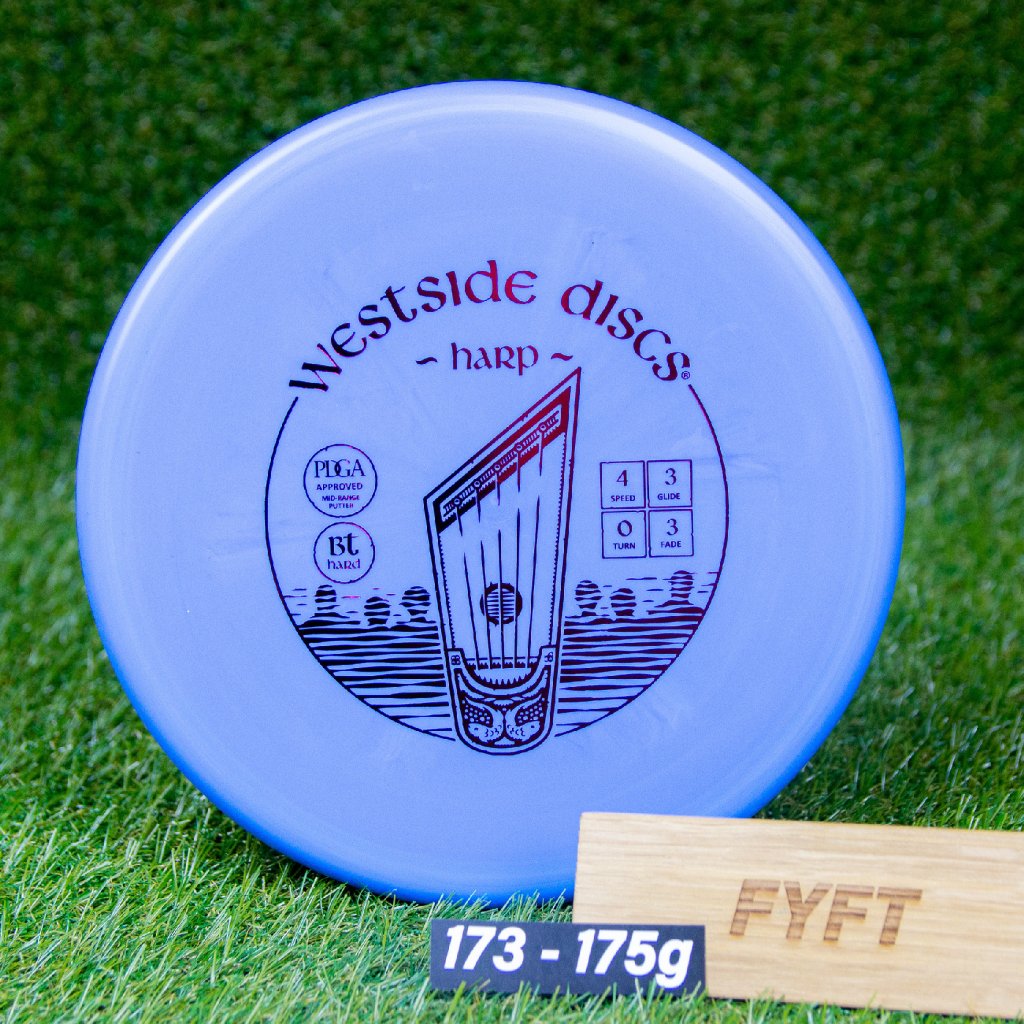 westside discs®
~ harp ~
PDGA
APPROVED
MID-RANGE
PUTTER
BT
hard
4
SPEED
3
GLIDE
0
TURN
3
FADE
FYFT
173 - 175g